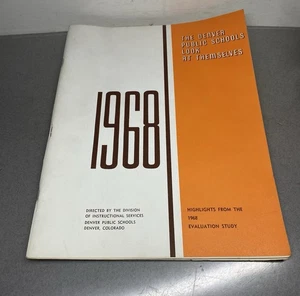 THE DENVER
PUBLIC SCHOOLS
LOOK
AT THEMSELVES
1968
DIRECTED BY THE DIVISION
OF INSTRUCTIONAL SERVICES
DENVER PUBLIC SCHOOLS
DENVER, COLORADO
HIGHLIGHTS FROM THE
1968
EVALUATION STUDY